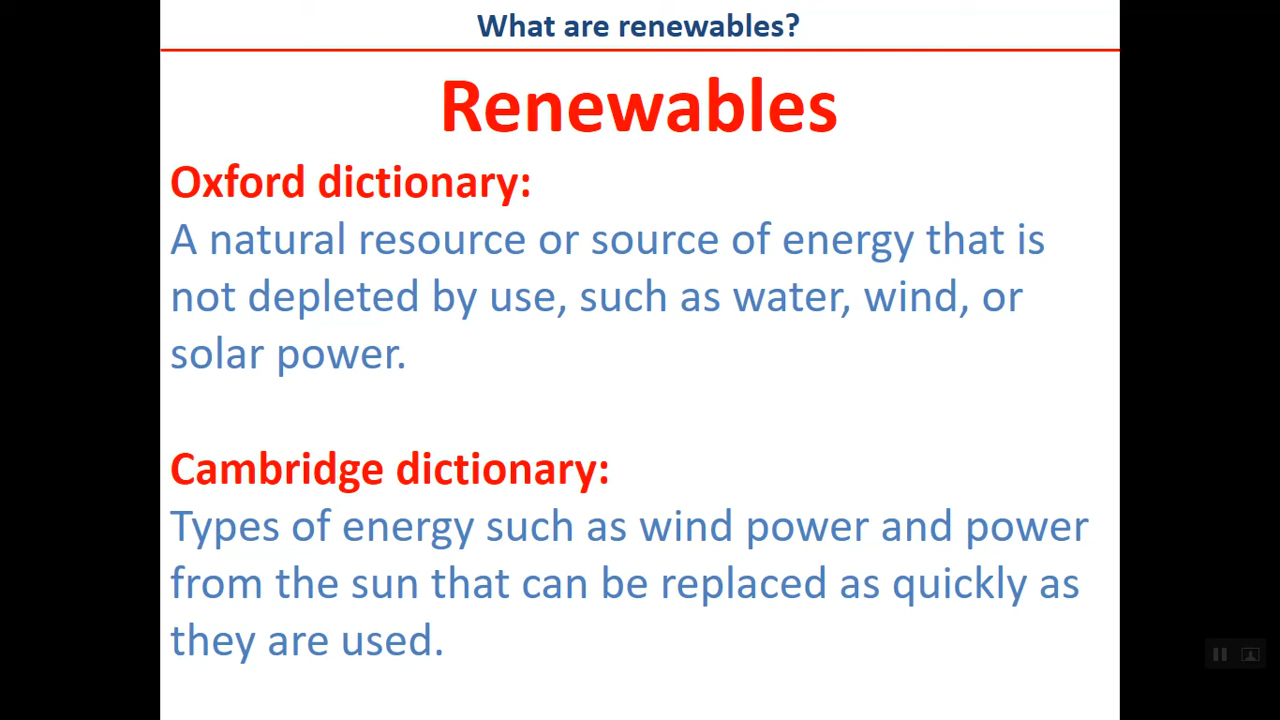 What are renewables?
Renewables
Oxford dictionary:
A natural resource or source of energy that is
not depleted by use, such as water, wind, or
solar power.
Cambridge dictionary:
Types of energy such as wind power and power
from the sun that can be replaced as quickly as
they are used.